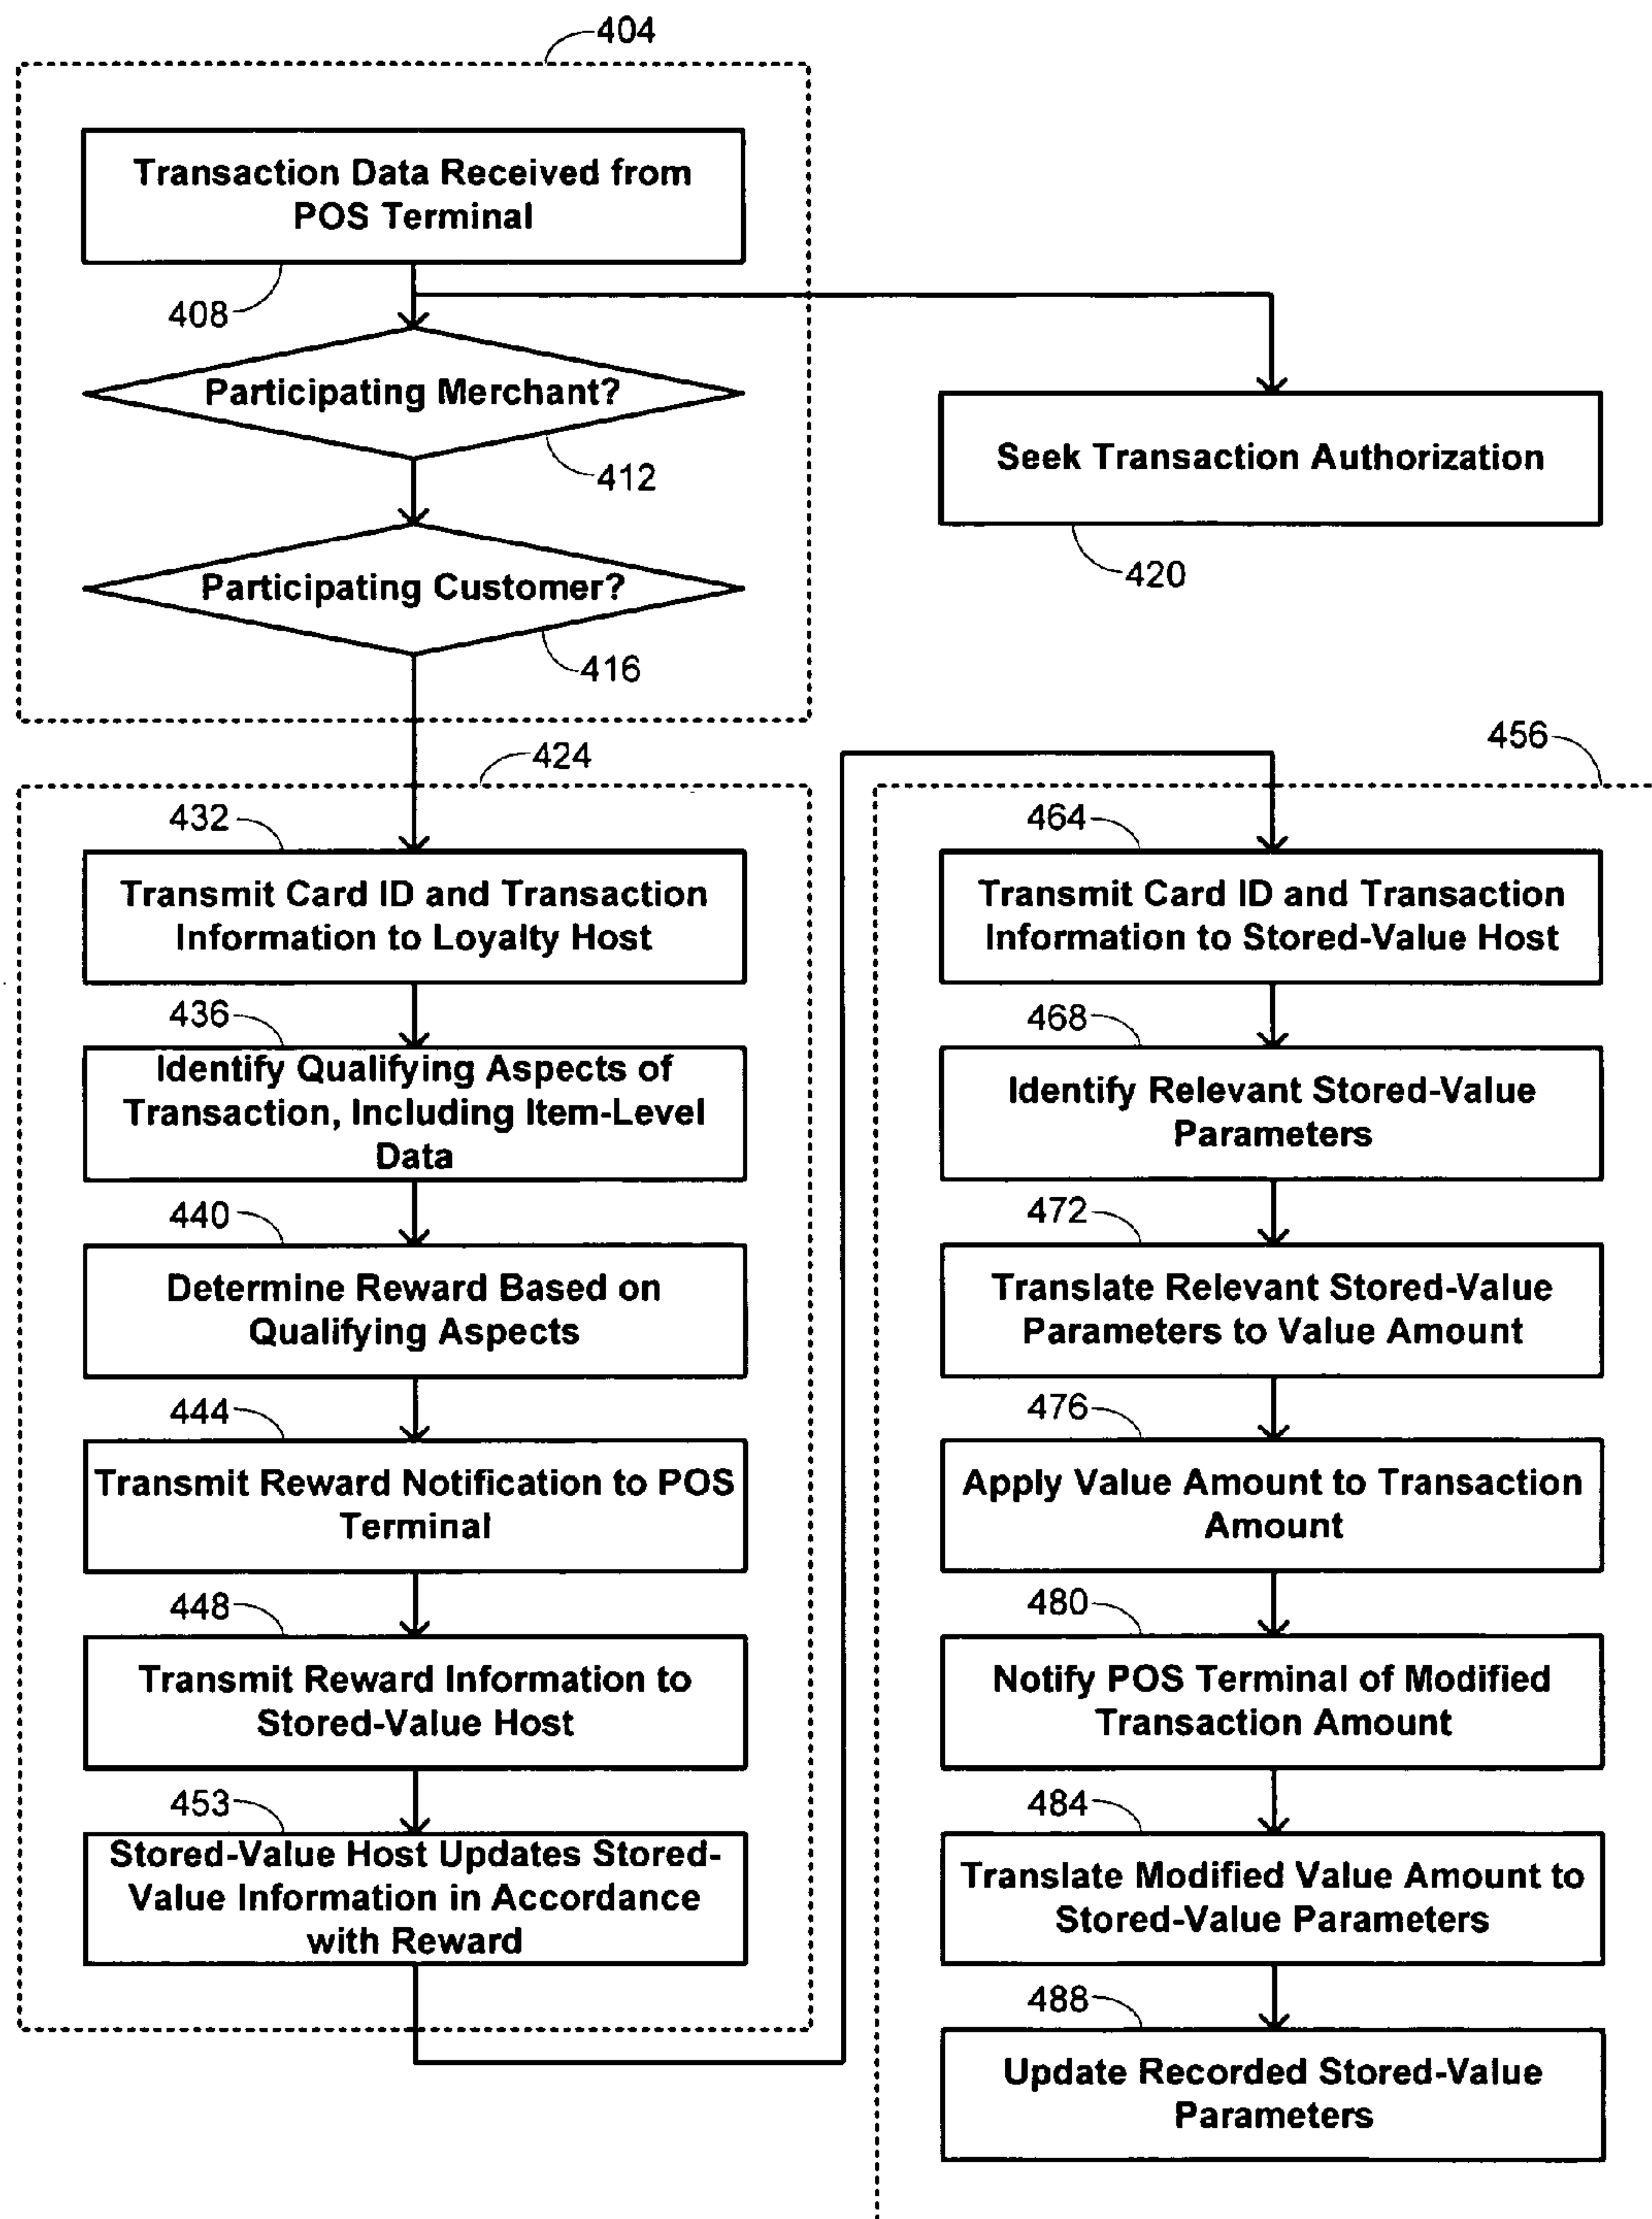 404
Transaction Data Received from
POS Terminal
408
Participating Merchant?
412
Participating Customer?
416
Seek Transaction Authorization
420
424
432
Transmit Card ID and Transaction
Information to Loyalty Host
436
Identify Qualifying Aspects of
Transaction, Including Item-Level
Data
440
Determine Reward Based on
Qualifying Aspects
444
Transmit Reward Notification to POS
Terminal
448
Transmit Reward Information to
Stored-Value Host
453
Stored-Value Host Updates Stored-
Value Information in Accordance
with Reward
456
464
Transmit Card ID and Transaction
Information to Stored-Value Host
468
Identify Relevant Stored-Value
Parameters
472
Translate Relevant Stored-Value
Parameters to Value Amount
476
Apply Value Amount to Transaction
Amount
480
Notify POS Terminal of Modified
Transaction Amount
484
Translate Modified Value Amount to
Stored-Value Parameters
488
Update Recorded Stored-Value
Parameters